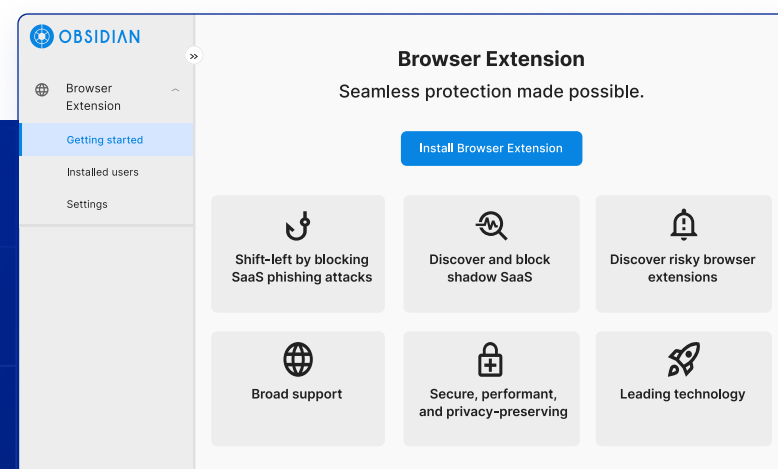 OBSIDIAN
»
Browser
Extension
Getting started
Installed users
Settings
Browser Extension
Seamless protection made possible.
Install Browser Extension
Shift-left by blocking
SaaS phishing attacks
Discover and block
shadow SaaS
Discover risky browser
extensions
Broad support
Secure, performant,
and privacy-preserving
Leading technology